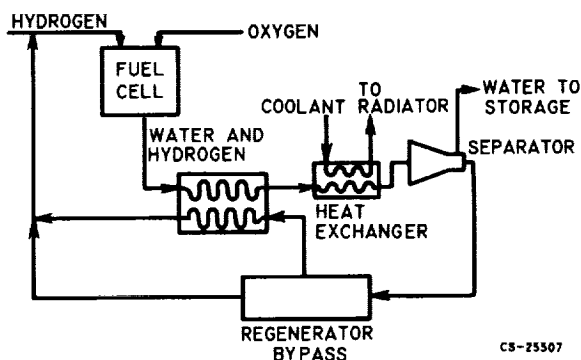 HYDROGEN
OXYGEN
FUEL
CELL
WATER AND
HYDROGEN
COOLANT
TO
RADIATOR
WATER TO
STORAGE
SEPARATOR
HEAT
EXCHANGER
REGENERATOR
BYPASS
CS-25507